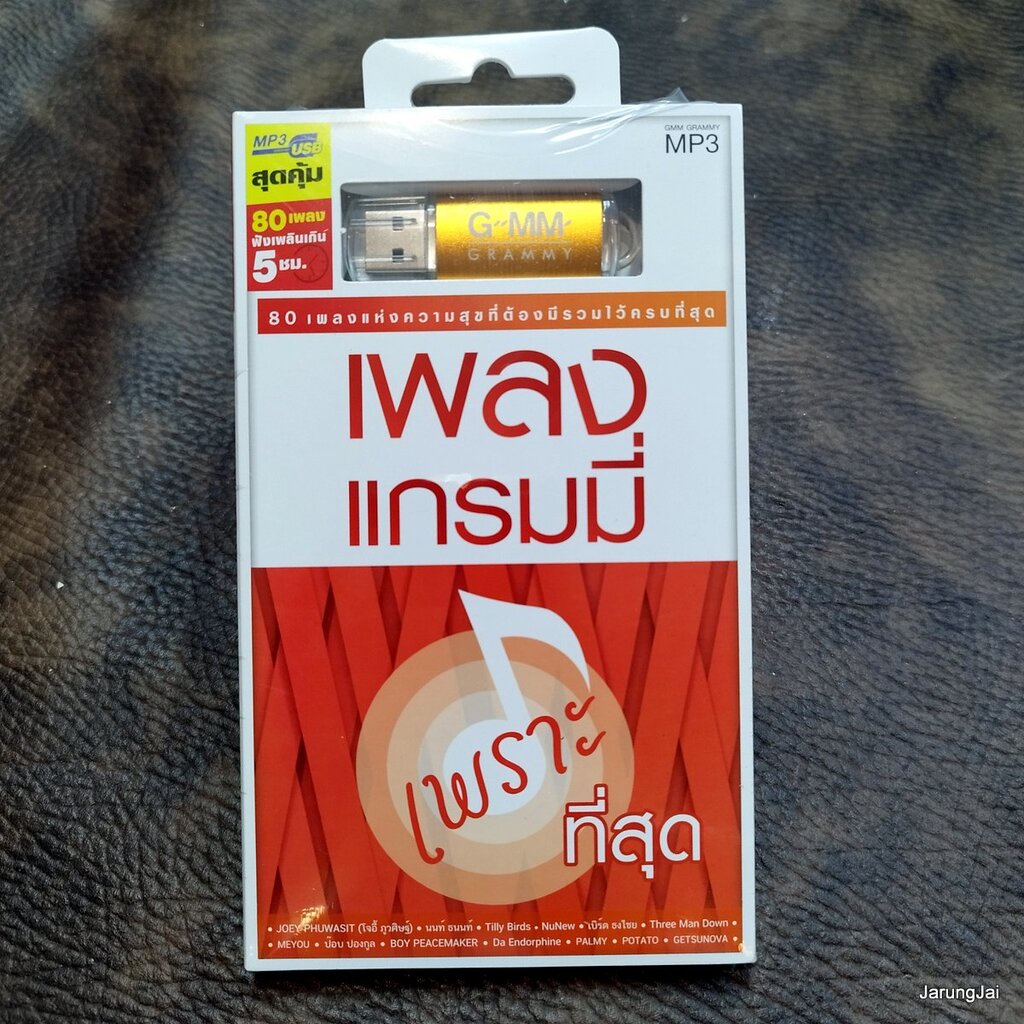 MP3
USB
สุดคุ้ม
80 เพลง
ฟังเพลินเกิน
5 ชม.
GMM GRAMMY
MP3
GMM
GRAMMY
80 เพลงแห่งความสุขที่ต้องมีรวมไว้ครบที่สุด
เพลง
แกรมมี่
เพราะ
ที่สุด
• JOEY PHUWASIT (โจอี้ ภูวศิษฐ์) • นนท์ ธนนท์ • Tilly Birds • NuNew • เบิร์ด ธงไชย • Three Man Down •
• MEYOU • ป๊อบ ปองกูล • BOY PEACEMAKER • Da Endorphine • PALMY • POTATO • GETSUNOVA •
JarungJai